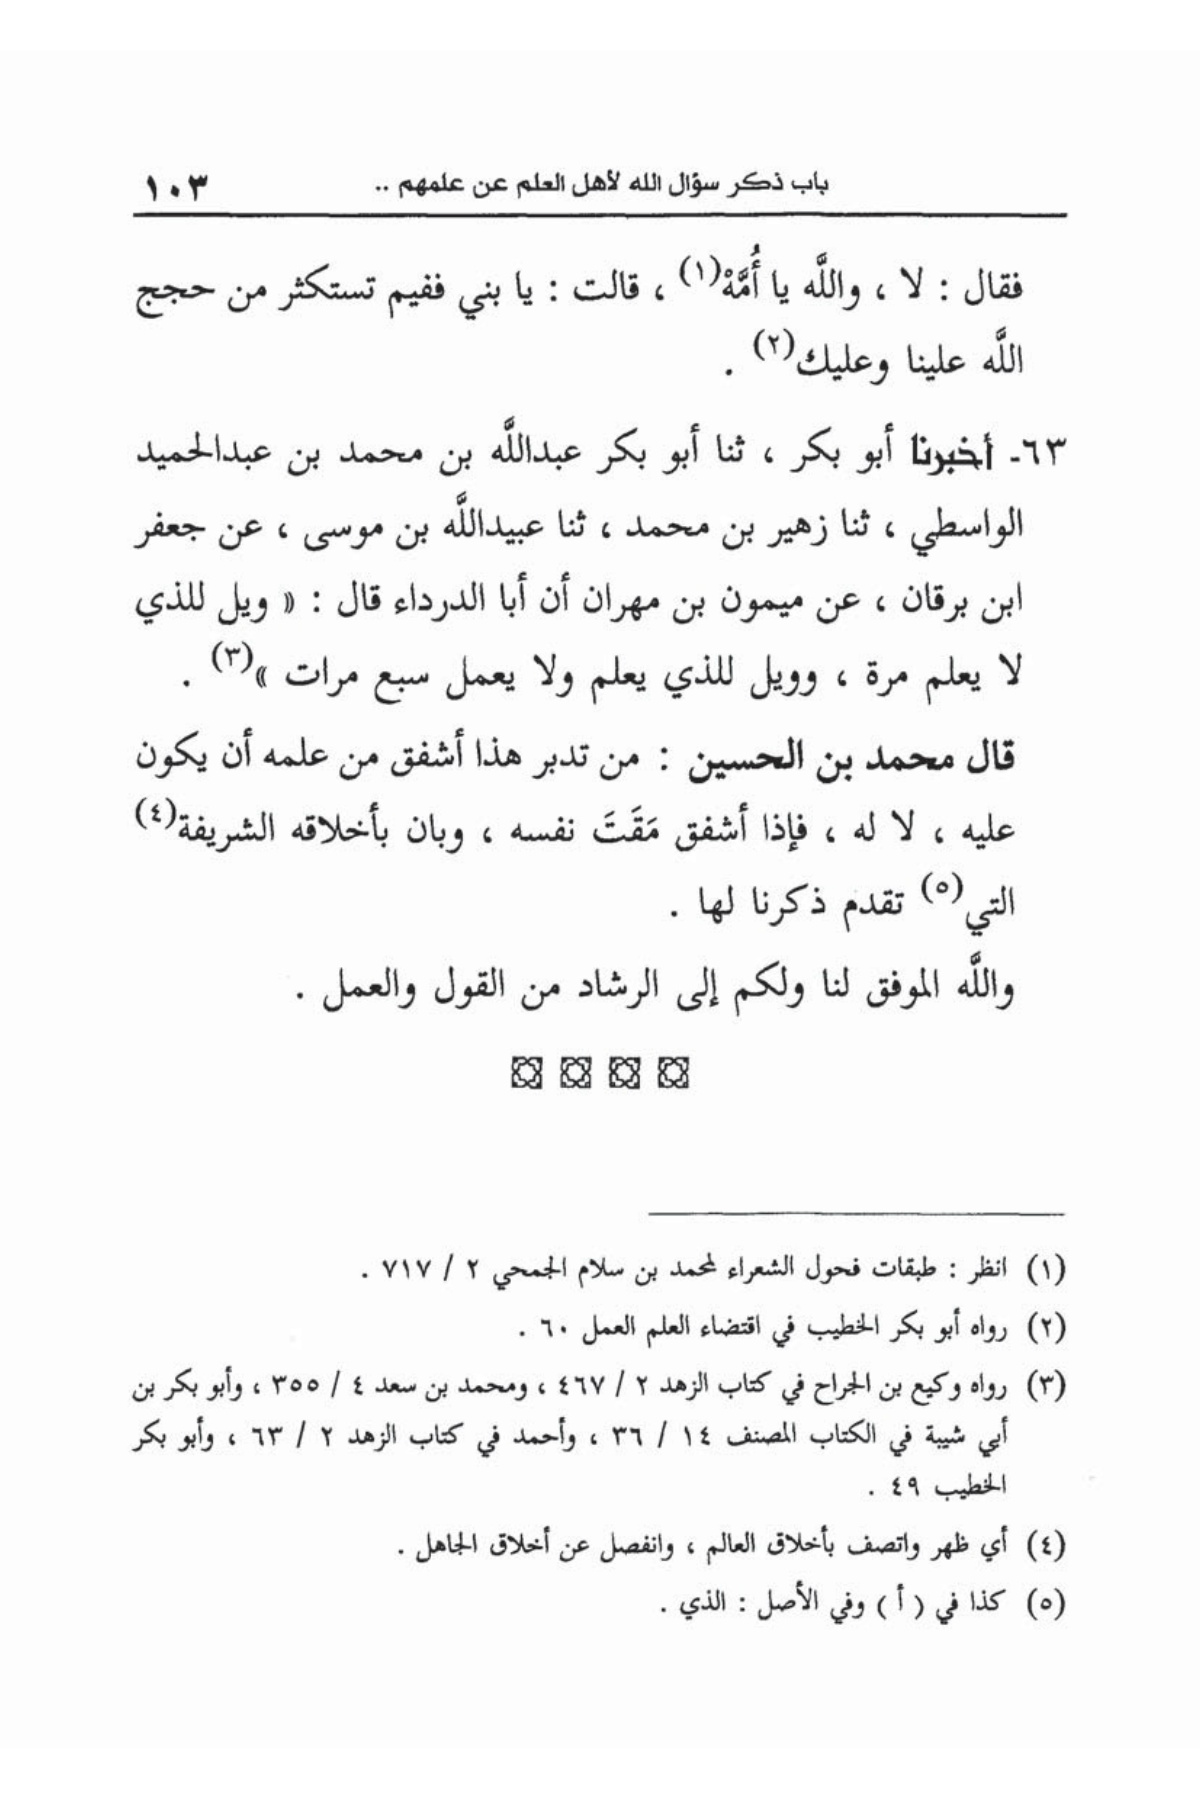 باب ذكر سؤال الله لأهل العلم عن علمهم ..
١٠٣
فقال : لا ، واللَّه يا أُمَّهْ(١) ، قالت : يا بني ففيم تستكثر من حجج
اللَّه علينا وعليك(٢) .
٦٣- أخبرنا أبو بكر ، ثنا أبو بكر عبداللَّه بن محمد بن عبدالحميد
الواسطي ، ثنا زهير بن محمد ، ثنا عبيداللَّه بن موسى ، عن جعفر
ابن برقان ، عن ميمون بن مهران أن أبا الدرداء قال : « ويل للذي
لا يعلم مرة ، وويل للذي يعلم ولا يعمل سبع مرات »(٣) .
قال محمد بن الحسين : من تدبر هذا أشفق من علمه أن يكون
عليه ، لا له ، فإذا أشفق مَقَتَ نفسه ، وبان بأخلاقه الشريفة(٤)
التي(٥) تقدم ذكرنا لها .
واللَّه الموفق لنا ولكم إلى الرشاد من القول والعمل .
(١) انظر : طبقات فحول الشعراء لمحمد بن سلام الجمحي ٢ / ٧١٧ .
(٢) رواه أبو بكر الخطيب في اقتضاء العلم العمل ٦٠ .
(٣) رواه وكيع بن الجراح في كتاب الزهد ٢ / ٤٦٧ ، ومحمد بن سعد ٤ / ٣٥٥ ، وأبو بكر بن
أبي شيبة في الكتاب المصنف ١٤ / ٣٦ ، وأحمد في كتاب الزهد ٢ / ٦٣ ، وأبو بكر
الخطيب ٤٩ .
(٤) أي ظهر واتصف بأخلاق العالم ، وانفصل عن أخلاق الجاهل .
(٥) كذا في ( أ ) وفي الأصل : الذي .